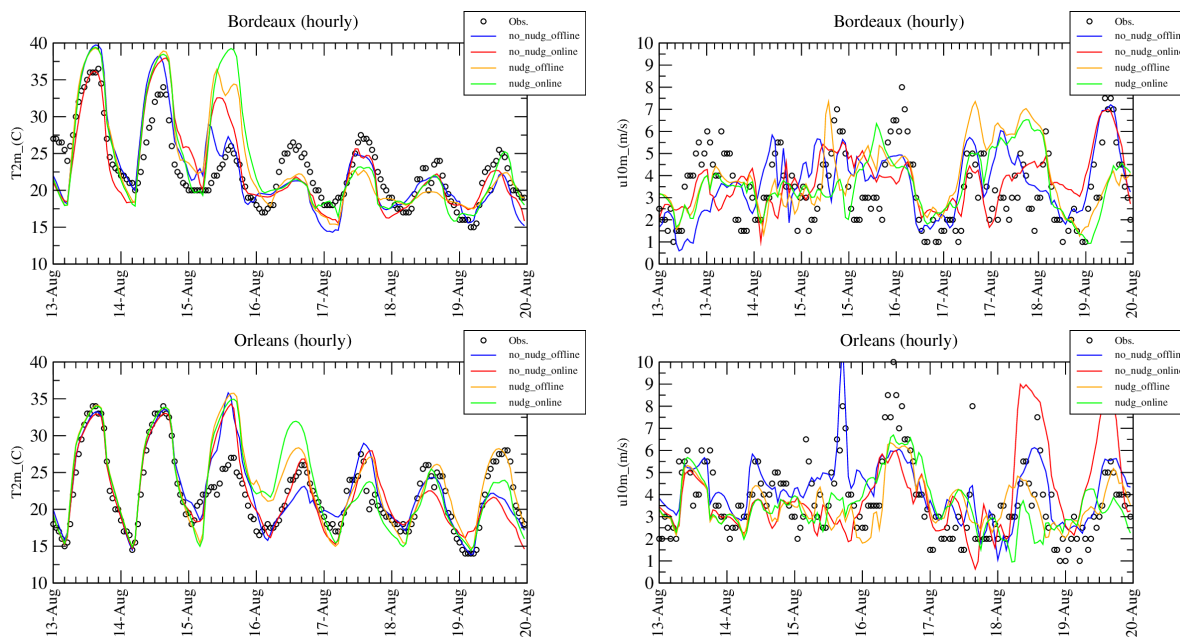 Bordeaux (hourly)
T2m_(C)
40
35
30
25
20
15
10
13-Aug
14-Aug
15-Aug
16-Aug
17-Aug
18-Aug
19-Aug
20-Aug
Obs.
no_nudg_offline
no_nudg_online
nudg_offline
nudg_online
Bordeaux (hourly)
u10m_(m/s)
10
9
8
7
6
5
4
3
2
1
0
13-Aug
13-Aug
14-Aug
15-Aug
16-Aug
17-Aug
18-Aug
19-Aug
20-Aug
Obs.
no_nudg_offline
no_nudg_online
nudg_offline
nudg_online
Orleans (hourly)
T2m_(C)
40
35
30
25
20
15
10
13-Aug
14-Aug
15-Aug
16-Aug
17-Aug
18-Aug
19-Aug
20-Aug
Obs.
no_nudg_offline
no_nudg_online
nudg_offline
nudg_online
Orleans (hourly)
u10m_(m/s)
10
9
8
7
6
5
4
3
2
1
0
13-Aug
14-Aug
15-Aug
16-Aug
17-Aug
18-Aug
19-Aug
20-Aug
Obs.
no_nudg_offline
no_nudg_online
nudg_offline
nudg_online